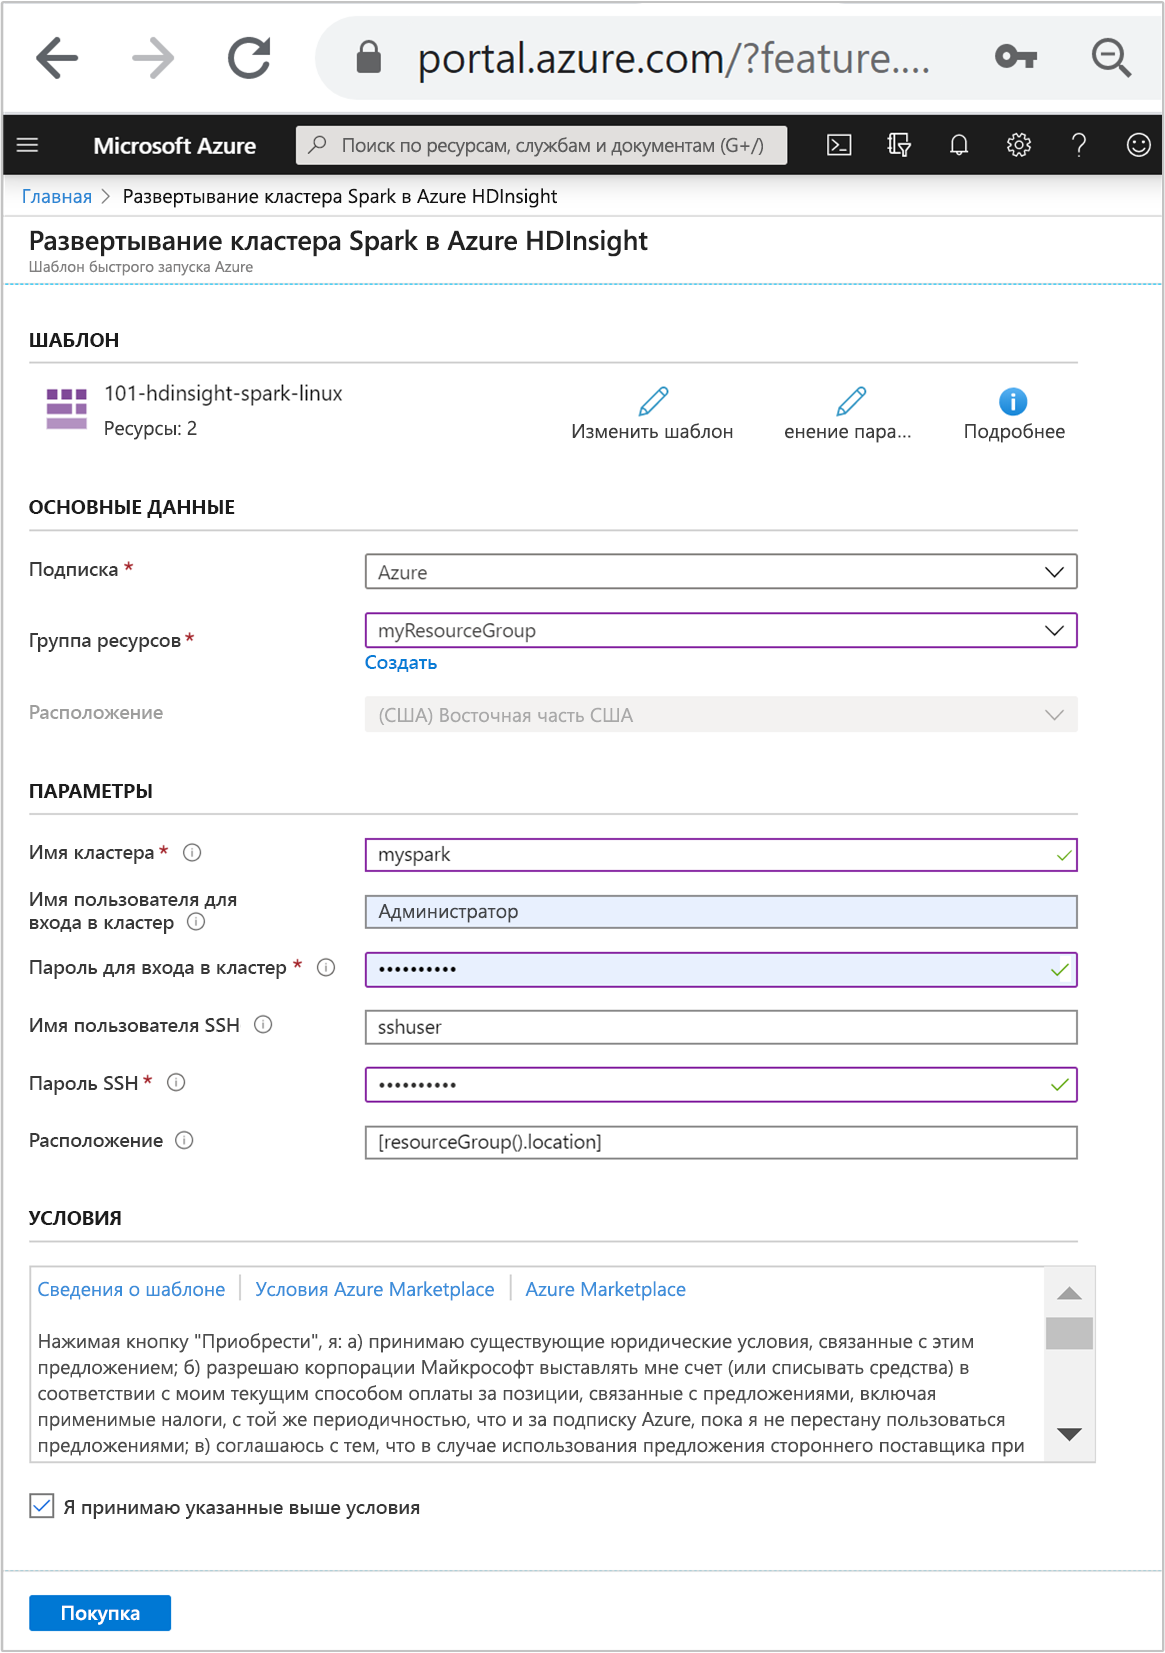 portal.azure.com/?feature....
Microsoft Azure
Поиск по ресурсам, службам и документам (G+/)
Главная > Развертывание кластера Spark в Azure HDInsight
Развертывание кластера Spark в Azure HDInsight
Шаблон быстрого запуска Azure
ШАБЛОН
101-hdinsight-spark-linux
Ресурсы: 2
Изменить шаблон
енение пара...
Подробнее
ОСНОВНЫЕ ДАННЫЕ
Подписка *
Azure
Группа ресурсов *
myResourceGroup
Создать
Расположение
(США) Восточная часть США
ПАРАМЕТРЫ
Имя кластера *
myspark
Имя пользователя для
входа в кластер
Администратор
Пароль для входа в кластер *
••••••••••
Имя пользователя SSH
sshuser
Пароль SSH *
••••••••••
Расположение
[resourceGroup().location]
УСЛОВИЯ
Сведения о шаблоне | Условия Azure Marketplace | Azure Marketplace
Нажимая кнопку "Приобрести", я: а) принимаю существующие юридические условия, связанные с этим
предложением; б) разрешаю корпорации Майкрософт выставлять мне счет (или списывать средства) в
соответствии с моим текущим способом оплаты за позиции, связанные с предложениями, включая
применимые налоги, с той же периодичностью, что и за подписку Azure, пока я не перестану пользоваться
предложениями; в) соглашаюсь с тем, что в случае использования предложения стороннего поставщика при
Я принимаю указанные выше условия
Покупка